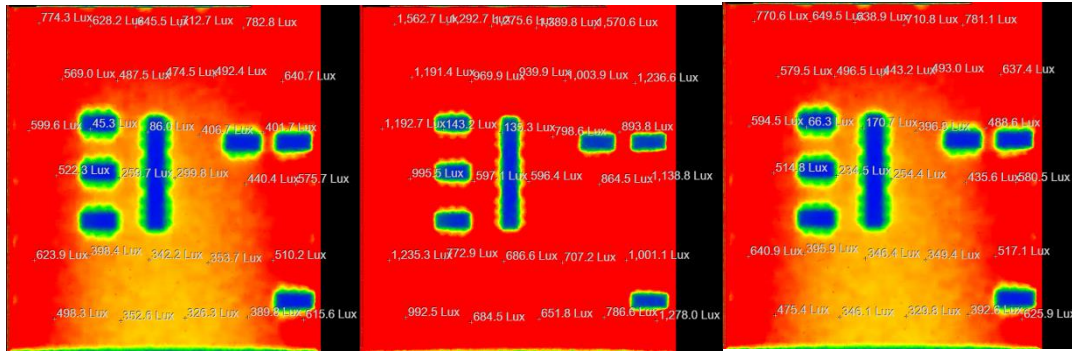 774.3 Lux 628.2 Lux 645.5 Lux 712.7 Lux 782.8 Lux
569.0 Lux 487.5 Lux 474.5 Lux 492.4 Lux 640.7 Lux
599.6 Lux 45.3 Lux 86.0 Lux 406.7 Lux 401.7 Lux
522.3 Lux 259.7 Lux 299.8 Lux 440.4 Lux 575.7 Lux
623.9 Lux 398.4 Lux 342.2 Lux 353.7 Lux 510.2 Lux
498.3 Lux 352.6 Lux 326.3 Lux 389.8 Lux 615.6 Lux
1,562.7 Lux 1,292.7 Lux 1,275.6 Lux 1,389.8 Lux 1,570.6 Lux
1,191.4 Lux 969.9 Lux 939.9 Lux 1,003.9 Lux 1,236.6 Lux
1,192.7 Lux 143.2 Lux 135.3 Lux 798.6 Lux 893.8 Lux
995.5 Lux 597.1 Lux 596.4 Lux 864.5 Lux 1,138.8 Lux
1,235.3 Lux 772.9 Lux 686.6 Lux 707.2 Lux 1,001.1 Lux
992.5 Lux 684.5 Lux 651.8 Lux 786.6 Lux 1,278.0 Lux
770.6 Lux 649.5 Lux 638.9 Lux 710.8 Lux 781.1 Lux
579.5 Lux 496.5 Lux 443.2 Lux 493.0 Lux 637.4 Lux
594.5 Lux 66.3 Lux 170.7 Lux Lux 488.6 Lux
514.8 Lux 234.5 Lux 254.4 Lux 435.6 Lux 580.5 Lux
640.9 Lux 395.9 Lux 346.4 Lux 349.4 Lux 517.1 Lux
475.4 Lux 346.1 Lux 329.8 Lux 392.6 Lux 625.9 Lux